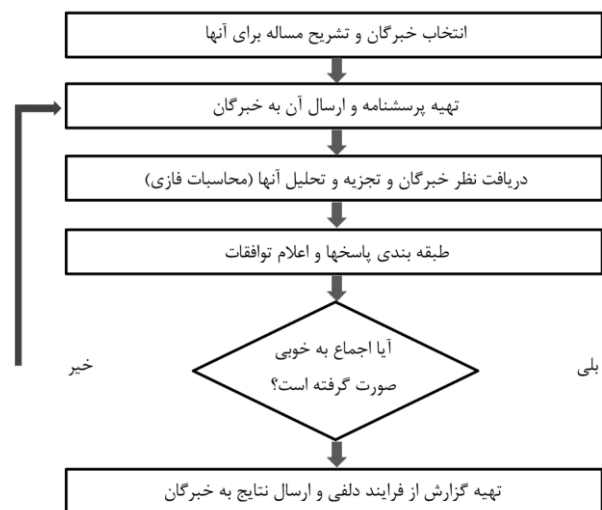 انتخاب خبرگان و تشریح مساله برای آنها
تهیه پرسشنامه و ارسال آن به خبرگان
دریافت نظر خبرگان و تجزیه و تحلیل آنها (محاسبات فازی)
طبقه بندی پاسخها و اعلام توافقات
آیا اجماع به خوبی
صورت گرفته است؟
بلی
خیر
تهیه گزارش از فرایند دلفی و ارسال نتایج به خبرگان